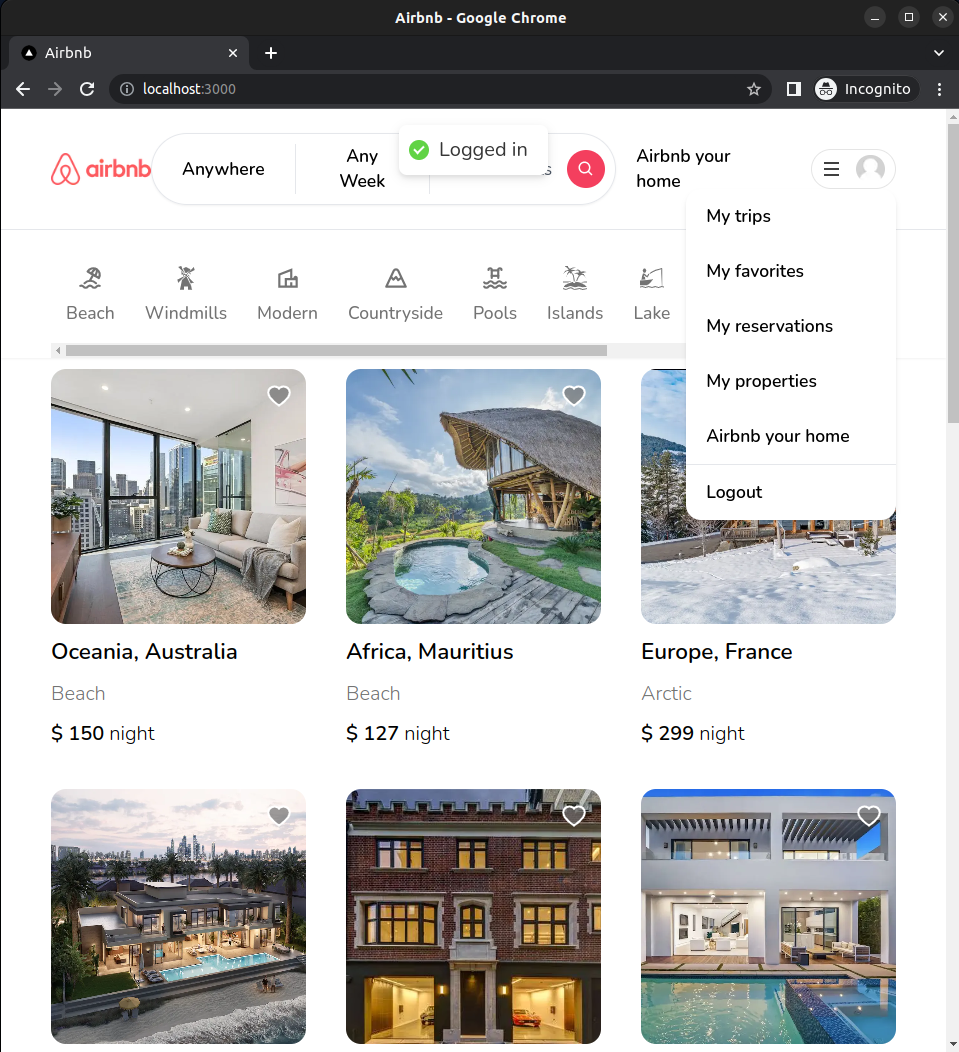 Airbnb - Google Chrome
Airbnb
localhost:3000
Incognito
airbnb
Anywhere
Any
Week
s
Logged in
Airbnb your
home
My trips
My favorites
My reservations
My properties
Airbnb your home
Logout
Beach
Windmills
Modern
Countryside
Pools
Islands
Lake
Oceania, Australia
Beach
$ 150 night
Africa, Mauritius
Beach
$ 127 night
Europe, France
Arctic
$ 299 night